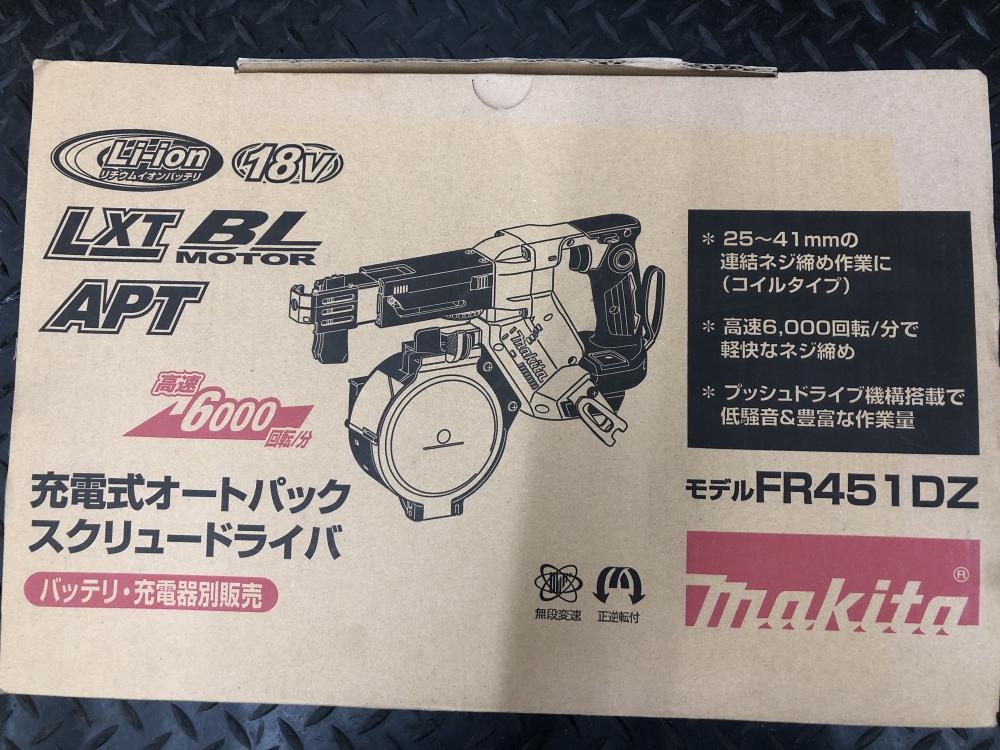 Li-ion
リチウムイオンバッテリ
18V
LXT BL
MOTOR
APT
高速
6000
回転/分
makita
* 25〜41mmの
連結ネジ締め作業に
(コイルタイプ)
* 高速6,000回転/分で
軽快なネジ締め
* プッシュドライブ機構搭載で
低騒音&豊富な作業量
充電式オートパック
スクリュードライバ
バッテリ・充電器別販売
無段変速
正逆転付
モデルFR451DZ
makita®